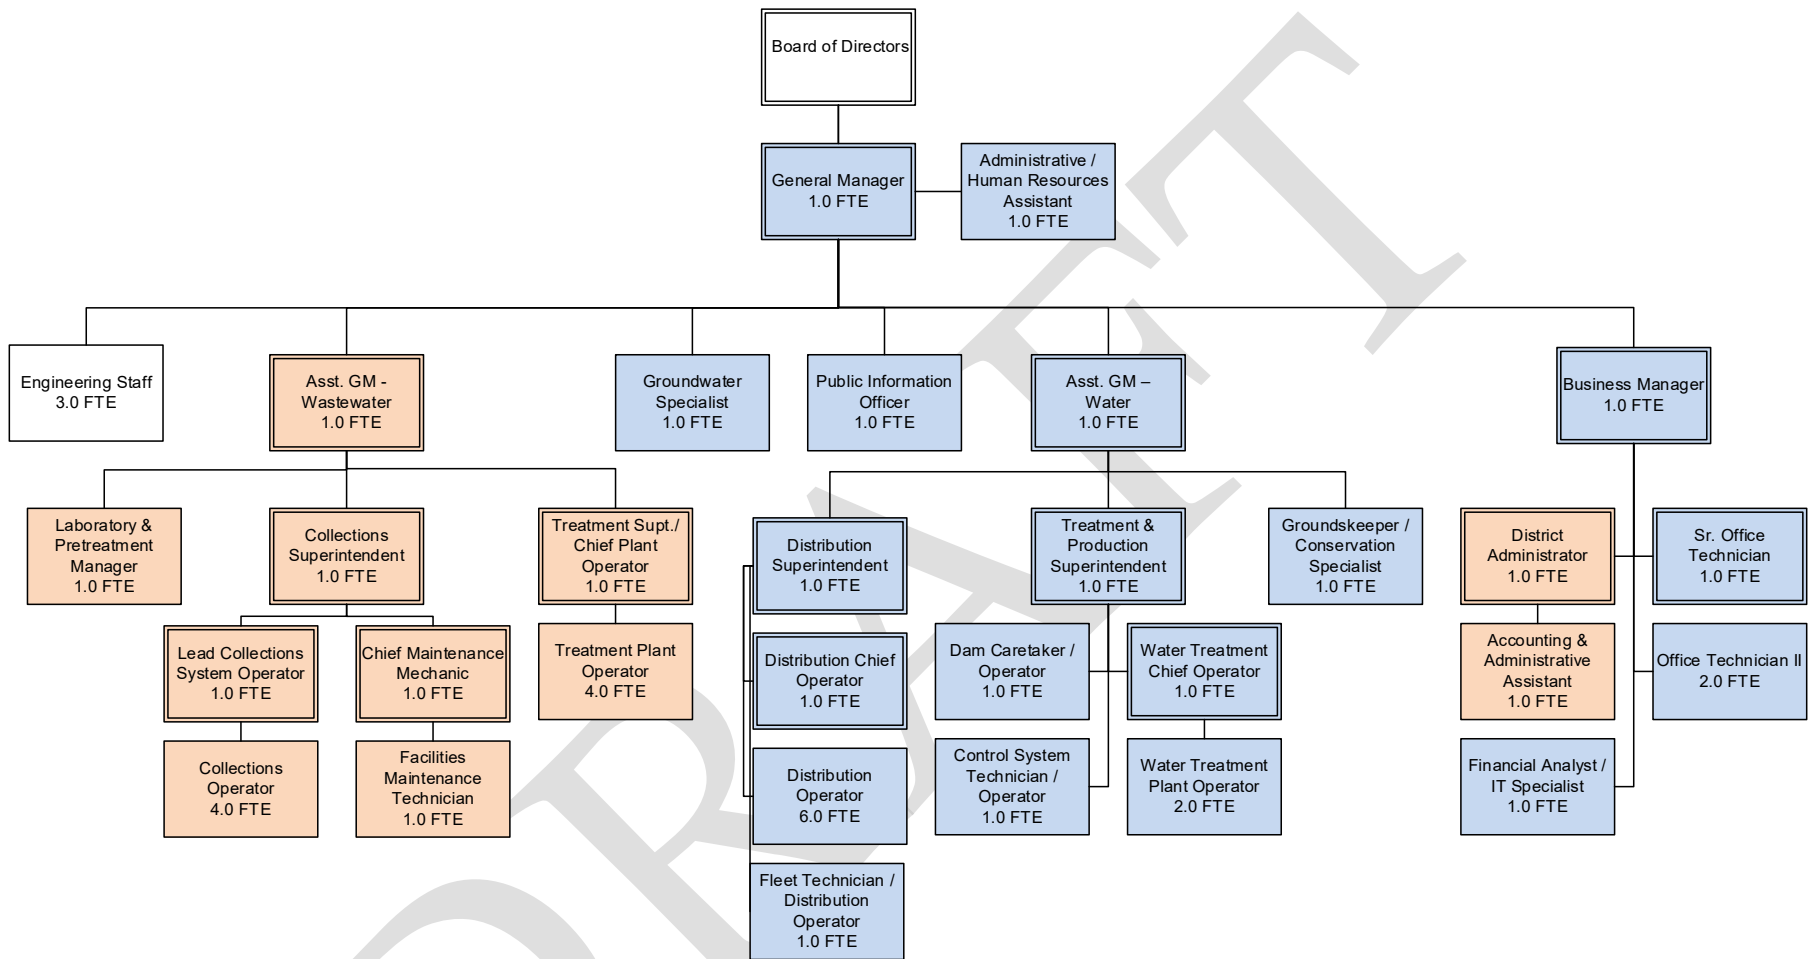 Board of Directors
General Manager
1.0 FTE
Administrative /
Human Resources
Assistant
1.0 FTE
Engineering Staff
3.0 FTE
Asst. GM -
Wastewater
1.0 FTE
Groundwater
Specialist
1.0 FTE
Public Information
Officer
1.0 FTE
Asst. GM –
Water
1.0 FTE
Business Manager
1.0 FTE
Laboratory &
Pretreatment
Manager
1.0 FTE
Collections
Superintendent
1.0 FTE
Treatment Supt./
Chief Plant
Operator
1.0 FTE
Distribution
Superintendent
1.0 FTE
Treatment &
Production
Superintendent
1.0 FTE
Groundskeeper /
Conservation
Specialist
1.0 FTE
District
Administrator
1.0 FTE
Sr. Office
Technician
1.0 FTE
Lead Collections
System Operator
1.0 FTE
Chief Maintenance
Mechanic
1.0 FTE
Treatment Plant
Operator
4.0 FTE
Distribution Chief
Operator
1.0 FTE
Dam Caretaker /
Operator
1.0 FTE
Water Treatment
Chief Operator
1.0 FTE
Accounting &
Administrative
Assistant
1.0 FTE
Office Technician II
2.0 FTE
Collections
Operator
4.0 FTE
Facilities
Maintenance
Technician
1.0 FTE
Distribution
Operator
6.0 FTE
Control System
Technician /
Operator
1.0 FTE
Water Treatment
Plant Operator
2.0 FTE
Financial Analyst /
IT Specialist
1.0 FTE
Fleet Technician /
Distribution
Operator
1.0 FTE
DRAFT